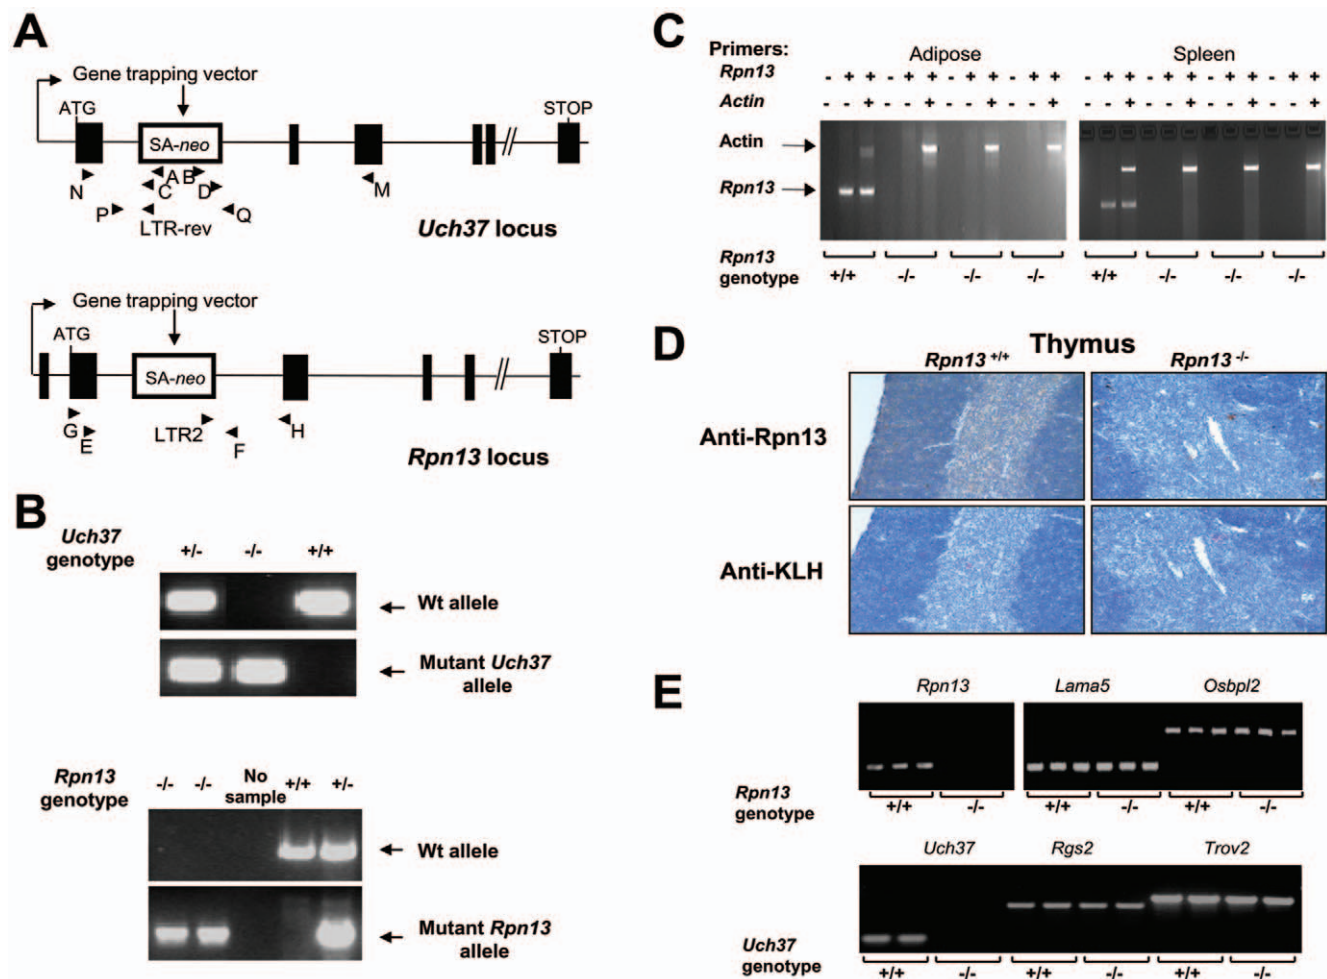 A
Gene trapping vector
ATG
STOP
SA-neo
N
A B
C D
M
P
Q
LTR-rev
Uch37 locus
Gene trapping vector
ATG
STOP
SA-neo
G
E
LTR2
F
H
Rpn13 locus
B
Uch37 genotype
+/- -/- +/+
Wt allele
Mutant Uch37
allele
Rpn13 genotype
-/- -/- No sample +/+ +/-
Wt allele
Mutant Rpn13
allele
C
Primers:
Adipose Spleen
Rpn13 - + + - + + - + + - + + - + + - + + - + + - + +
Actin - - + - - + - - + - - + - - + - - + - - + - - +
Actin
Rpn13
Rpn13
genotype
+/+ -/- -/- -/- +/+ -/- -/- -/-
D
Thymus
Rpn13 +/+ Rpn13 -/-
Anti-Rpn13
Anti-KLH
E
Rpn13 Lama5 Osbpl2
Rpn13
genotype
+/+ -/- +/+ -/- +/+ -/-
Uch37 Rgs2 Trov2
Uch37
genotype
+/+ -/- +/+ -/- +/+ -/-